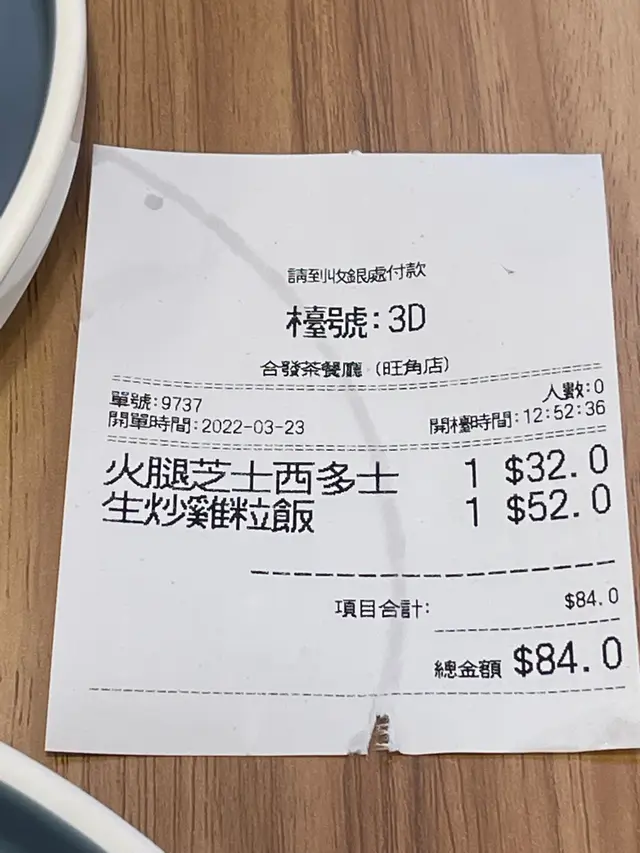 請到收銀處付款
檯號:3D
合發茶餐廳 (旺角店)
單號:9737 人數:0
開單時間:2022-03-23 開檯時間:12:52:36
火腿芝士西多士 1 $32.0
生炒雞粒飯 1 $52.0
項目合計: $84.0
總金額 $84.0